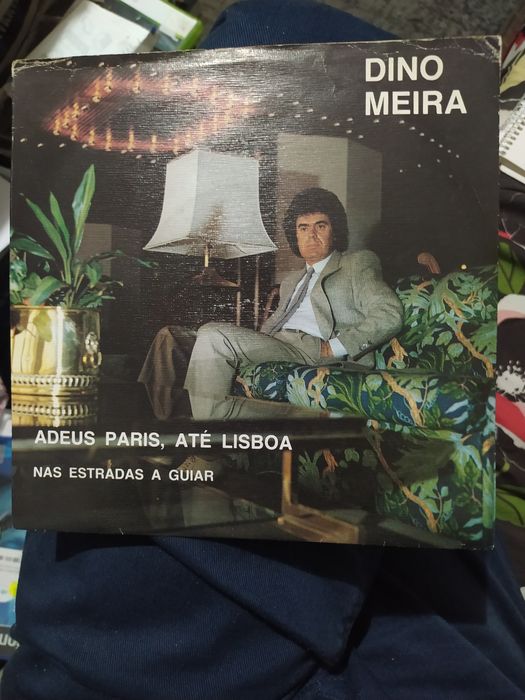 DINO
MEIRA
ADEUS PARIS, ATÉ LISBOA
NAS ESTRADAS A GUIAR